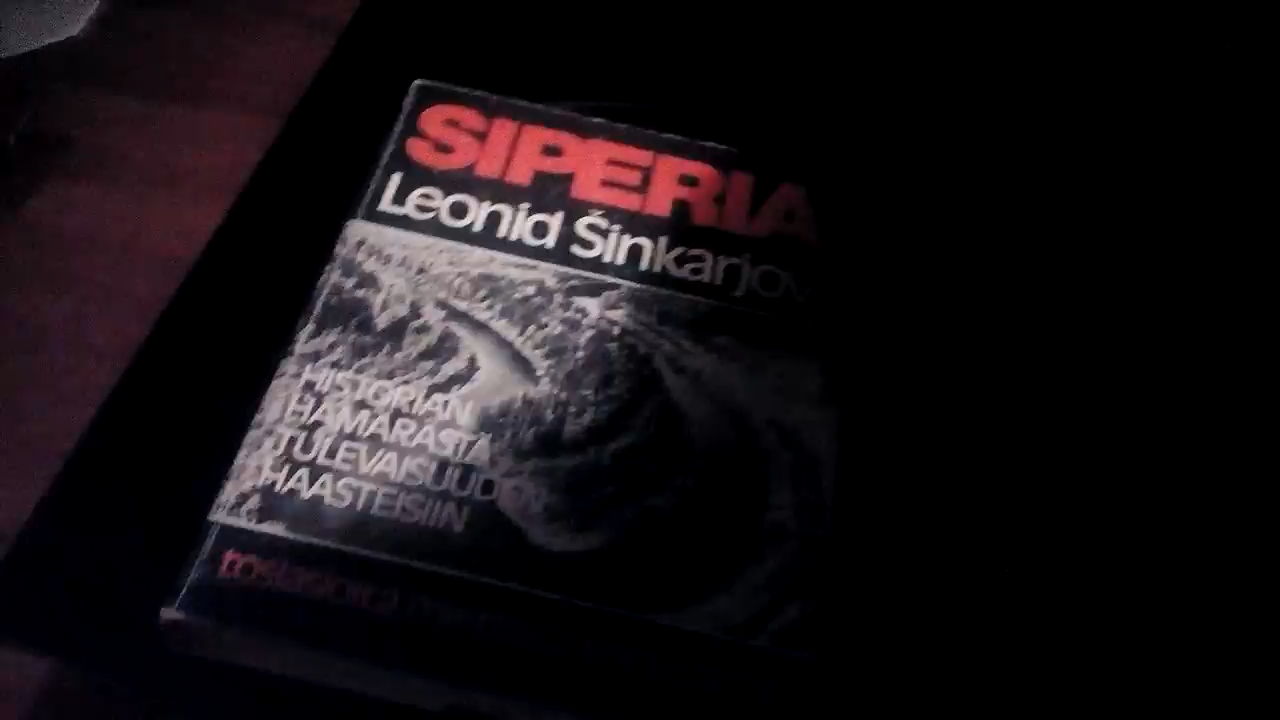 SIPERIA
Leonid Šinkarjov
HISTORIAN
HÄMÄRÄSTÄ
TULEVAISUUDEN
HAASTEISIIN